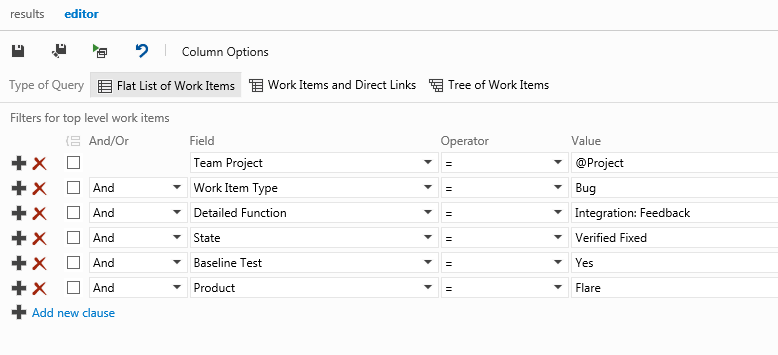 results editor
Column Options
Type of Query Flat List of Work Items Work Items and Direct Links Tree of Work Items
Filters for top level work items
And/Or Field Operator Value
Team Project = @Project
And Work Item Type = Bug
And Detailed Function = Integration: Feedback
And State = Verified Fixed
And Baseline Test = Yes
And Product = Flare
Add new clause